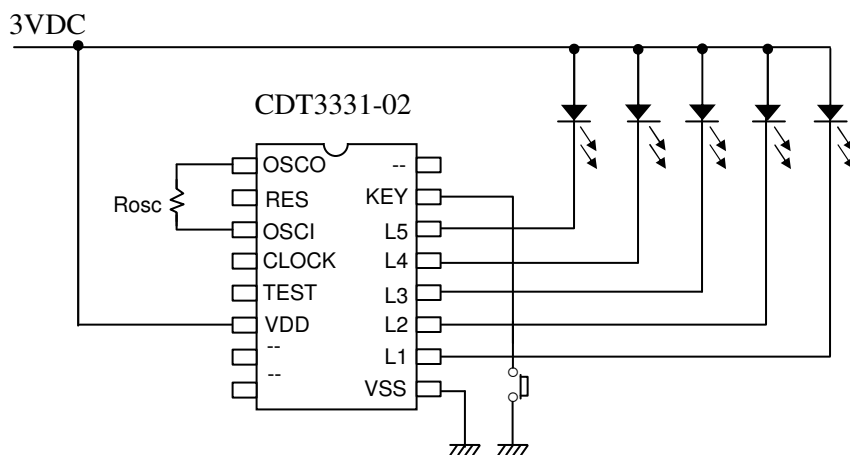 3VDC
CDT3331-02
OSCO
--
RES
KEY
Rosc
OSCI
L5
CLOCK
L4
TEST
L3
VDD
L2
--
L1
--
VSS